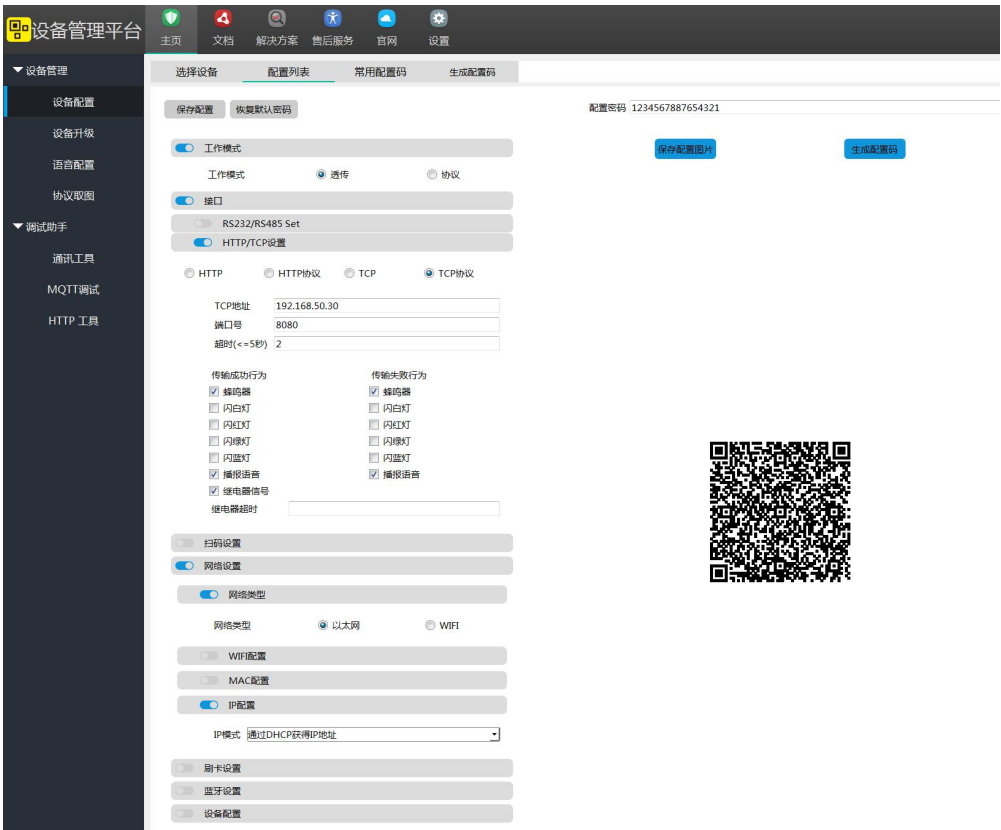 设备管理平台
主页 文档 解决方案 售后服务 官网 设置
设备管理
设备配置
设备升级
语音配置
协议取图
调试助手
通讯工具
MQTT调试
HTTP 工具
选择设备 配置列表 常用配置码 生成配置码
保存配置 恢复默认密码
配置密码 1234567887654321
保存配置图片 生成配置码
工作模式
工作模式 透传 协议
接口
RS232/RS485 Set
HTTP/TCP设置
HTTP HTTP协议 TCP TCP协议
TCP地址 192.168.50.30
端口号 8080
超时(<=5秒) 2
传输成功行为 传输失败行为
蜂鸣器 蜂鸣器
闪白灯 闪白灯
闪红灯 闪红灯
闪绿灯 闪绿灯
闪蓝灯 闪蓝灯
播报语音 播报语音
继电器信号
继电器超时
扫码设置
网络设置
网络类型
网络类型 以太网 WIFI
WIFI配置
MAC配置
IP配置
IP模式 通过DHCP获得IP地址
刷卡设置
蓝牙设置
设备配置